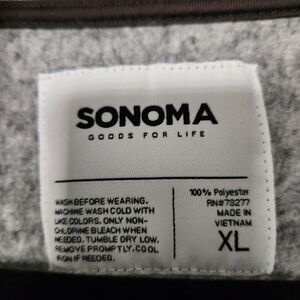 SONOMA
GOODS FOR LIFE
WASH BEFORE WEARING.
MACHINE WASH COLD WITH
LIKE COLORS. ONLY NON-
CHLORINE BLEACH WHEN
NEEDED. TUMBLE DRY LOW.
REMOVE PROMPTLY. COOL
IRON IF NEEDED.
100% Polyester
RN#73277
MADE IN
VIETNAM
XL